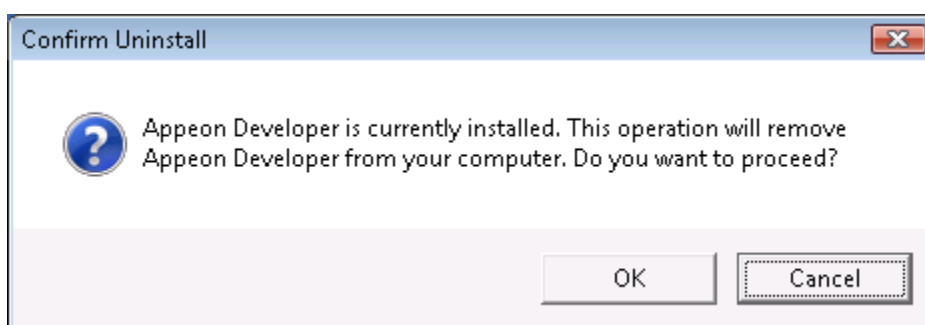 Confirm Uninstall
Appeon Developer is currently installed. This operation will remove
Appeon Developer from your computer. Do you want to proceed?
OK
Cancel